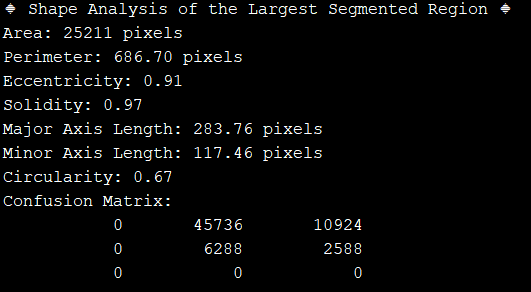 Shape Analysis of the Largest Segmented Region
Area: 25211 pixels
Perimeter: 686.70 pixels
Eccentricity: 0.91
Solidity: 0.97
Major Axis Length: 283.76 pixels
Minor Axis Length: 117.46 pixels
Circularity: 0.67
Confusion Matrix:
0 45736 10924
0 6288 2588
0 0 0